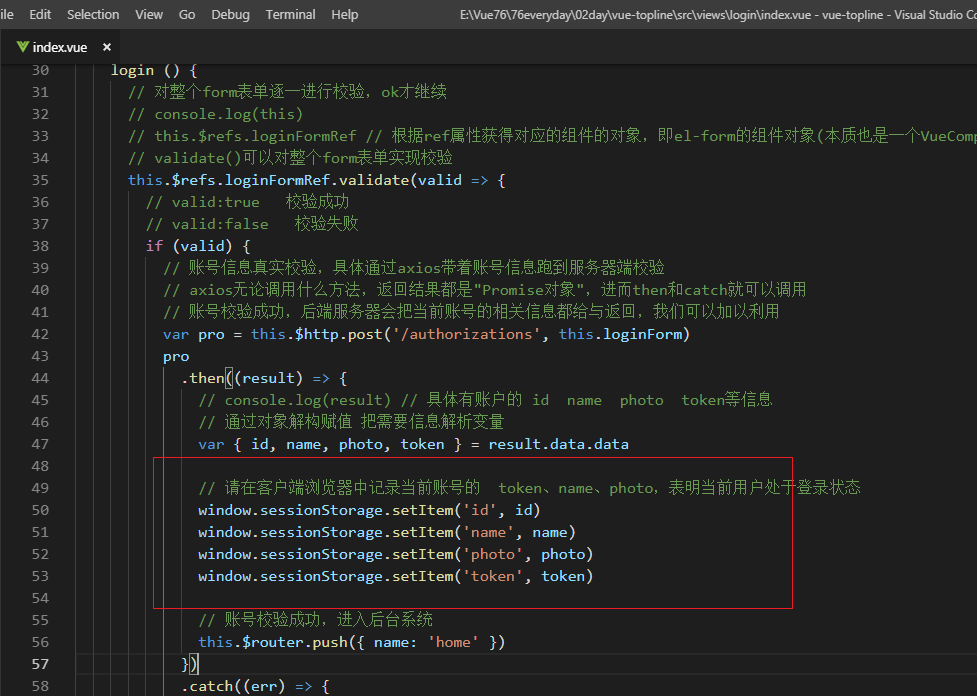 ile Edit Selection View Go Debug Terminal Help E:\Vue76\76everyday\02day\vue-topline\src\views\login\index.vue - vue-topline - Visual Studio
index.vue ×
30 login () {
31 // 对整个form表单逐一进行校验，ok才继续
32 // console.log(this)
33 // this.$refs.loginFormRef // 根据ref属性获得对应的组件的对象，即el-form的组件对象(本质也是一个VueComp
34 // validate()可以对整个form表单实现校验
35 this.$refs.loginFormRef.validate(valid => {
36 // valid:true 校验成功
37 // valid:false 校验失败
38 if (valid) {
39 // 账号信息真实校验，具体通过axios带着账号信息跑到服务器端校验
40 // axios无论调用什么方法，返回结果都是"Promise对象"，进而then和catch就可以调用
41 // 账号校验成功，后端服务器会把当前账号的相关信息都给与返回，我们可以加以利用
42 var pro = this.$http.post('/authorizations', this.loginForm)
43 pro
44 .then((result) => {
45 // console.log(result) // 具体有账户的 id name photo token等信息
46 // 通过对象解构赋值 把需要信息解析变量
47 var { id, name, photo, token } = result.data.data
48
49 // 请在客户端浏览器中记录当前账号的 token、name、photo，表明当前用户处于登录状态
50 window.sessionStorage.setItem('id', id)
51 window.sessionStorage.setItem('name', name)
52 window.sessionStorage.setItem('photo', photo)
53 window.sessionStorage.setItem('token', token)
54
55 // 账号校验成功，进入后台系统
56 this.$router.push({ name: 'home' })
57 })
58 .catch((err) => {